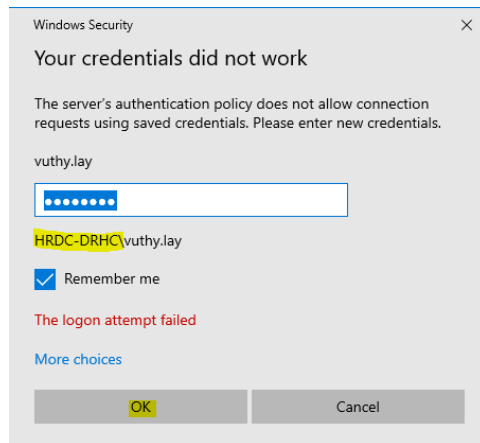 Windows Security
Your credentials did not work
The server's authentication policy does not allow connection
requests using saved credentials. Please enter new credentials.
vuthy.lay
HRDC-DRHC\vuthy.lay
Remember me
The logon attempt failed
More choices
OK Cancel